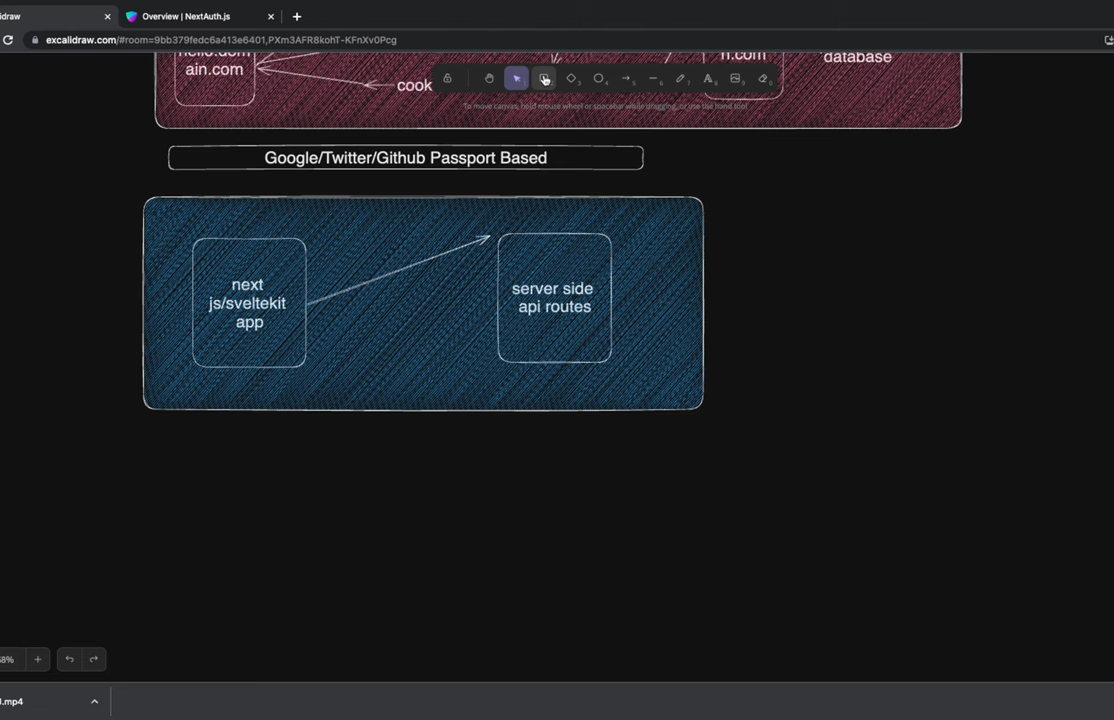 draw
Overview | NextAuth.js
excalidraw.com/#room=9bb379fedc6a413e6401,PXm3AFR8kohT-KFnXv0Pcg
ain.com
cook
n.com
database
To move canvas, hold mouse wheel or spacebar while dragging, or use the hand tool
Google/Twitter/Github Passport Based
next
js/sveltekit
app
server side
api routes
68%
.mp4